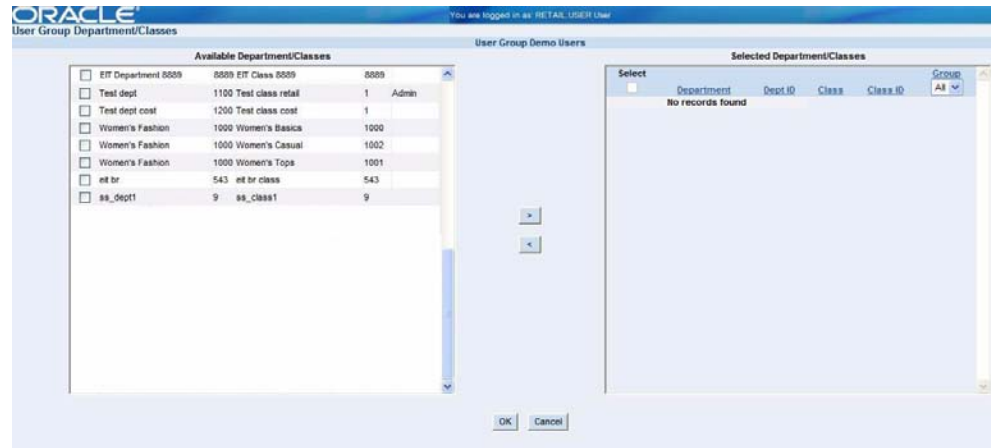 ORACLE
You are logged in as: RETAIL.USER User
User Group Department/Classes
User Group Demo Users
Available Department/Classes
EIT Department 8889 8889 EIT Class 8889 8889
Test dept 1100 Test class retail 1 Admin
Test dept cost 1200 Test class cost 1
Women's Fashion 1000 Women's Basics 1000
Women's Fashion 1000 Women's Casual 1002
Women's Fashion 1000 Women's Tops 1001
eit br 543 eit br class 543
ss_dept1 9 ss_class1 9
>
<
Selected Department/Classes
Select Group
Department Dept ID Class Class ID All
No records found
OK Cancel